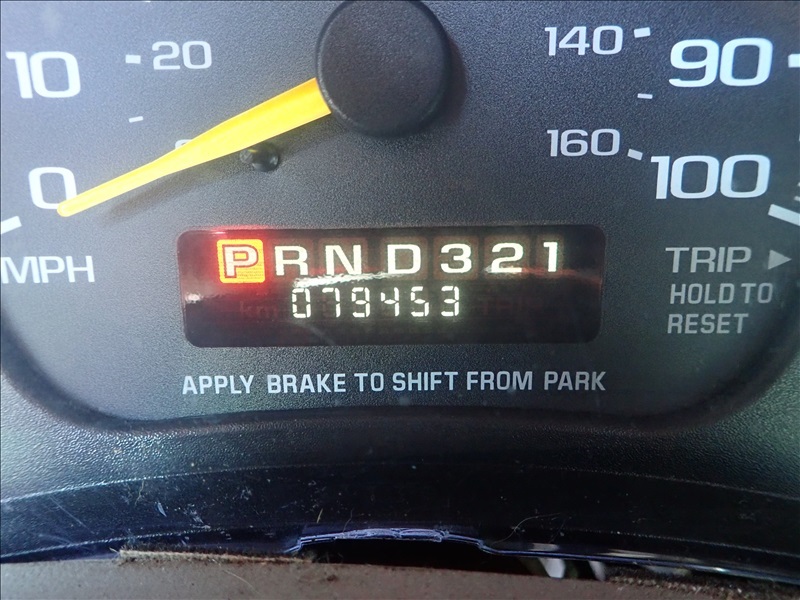 10
20
140
90
0
160
100
MPH
PRND321
TRIP ►
079453
HOLD TO
RESET
APPLY BRAKE TO SHIFT FROM PARK